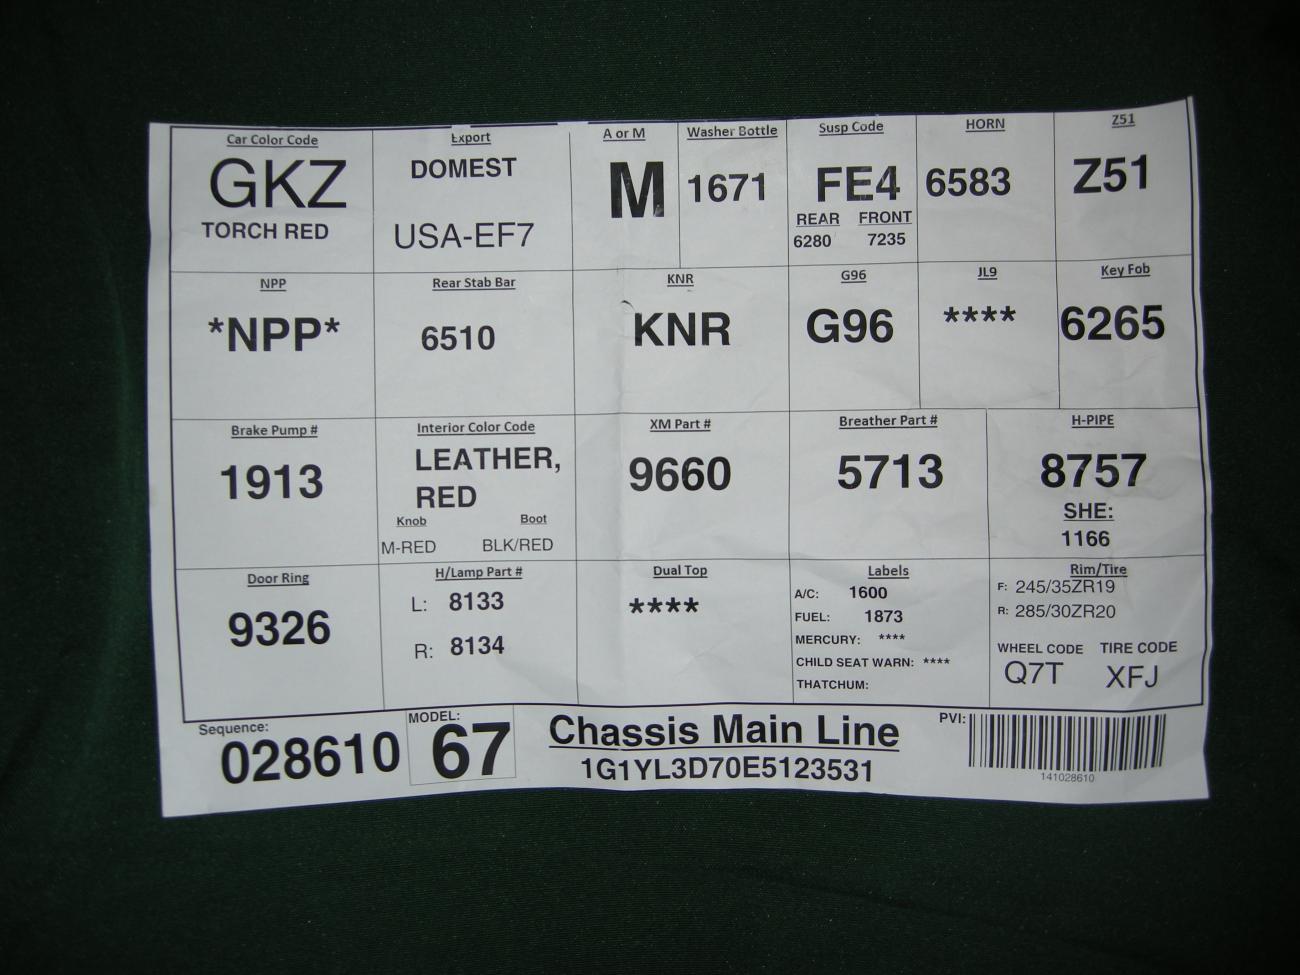 Car Color Code
GKZ
TORCH RED
Export
DOMEST
USA-EF7
A or M
M
Washer Bottle
1671
Susp Code
FE4
REAR FRONT
6280 7235
HORN
6583
Z51
Z51
NPP
*NPP*
Rear Stab Bar
6510
KNR
KNR
G96
G96
JL9
****
Key Fob
6265
Brake Pump #
1913
Interior Color Code
LEATHER,
RED
Knob Boot
M-RED BLK/RED
XM Part #
9660
Breather Part #
5713
H-PIPE
8757
SHE:
1166
Door Ring
9326
H/Lamp Part #
L: 8133
R: 8134
Dual Top
****
Labels
A/C: 1600
FUEL: 1873
MERCURY: ****
CHILD SEAT WARN: ****
THATCHUM:
Rim/Tire
F: 245/35ZR19
R: 285/30ZR20
WHEEL CODE TIRE CODE
Q7T XFJ
Sequence:
028610
MODEL:
67
Chassis Main Line
1G1YL3D70E5123531
PVI:
141028610